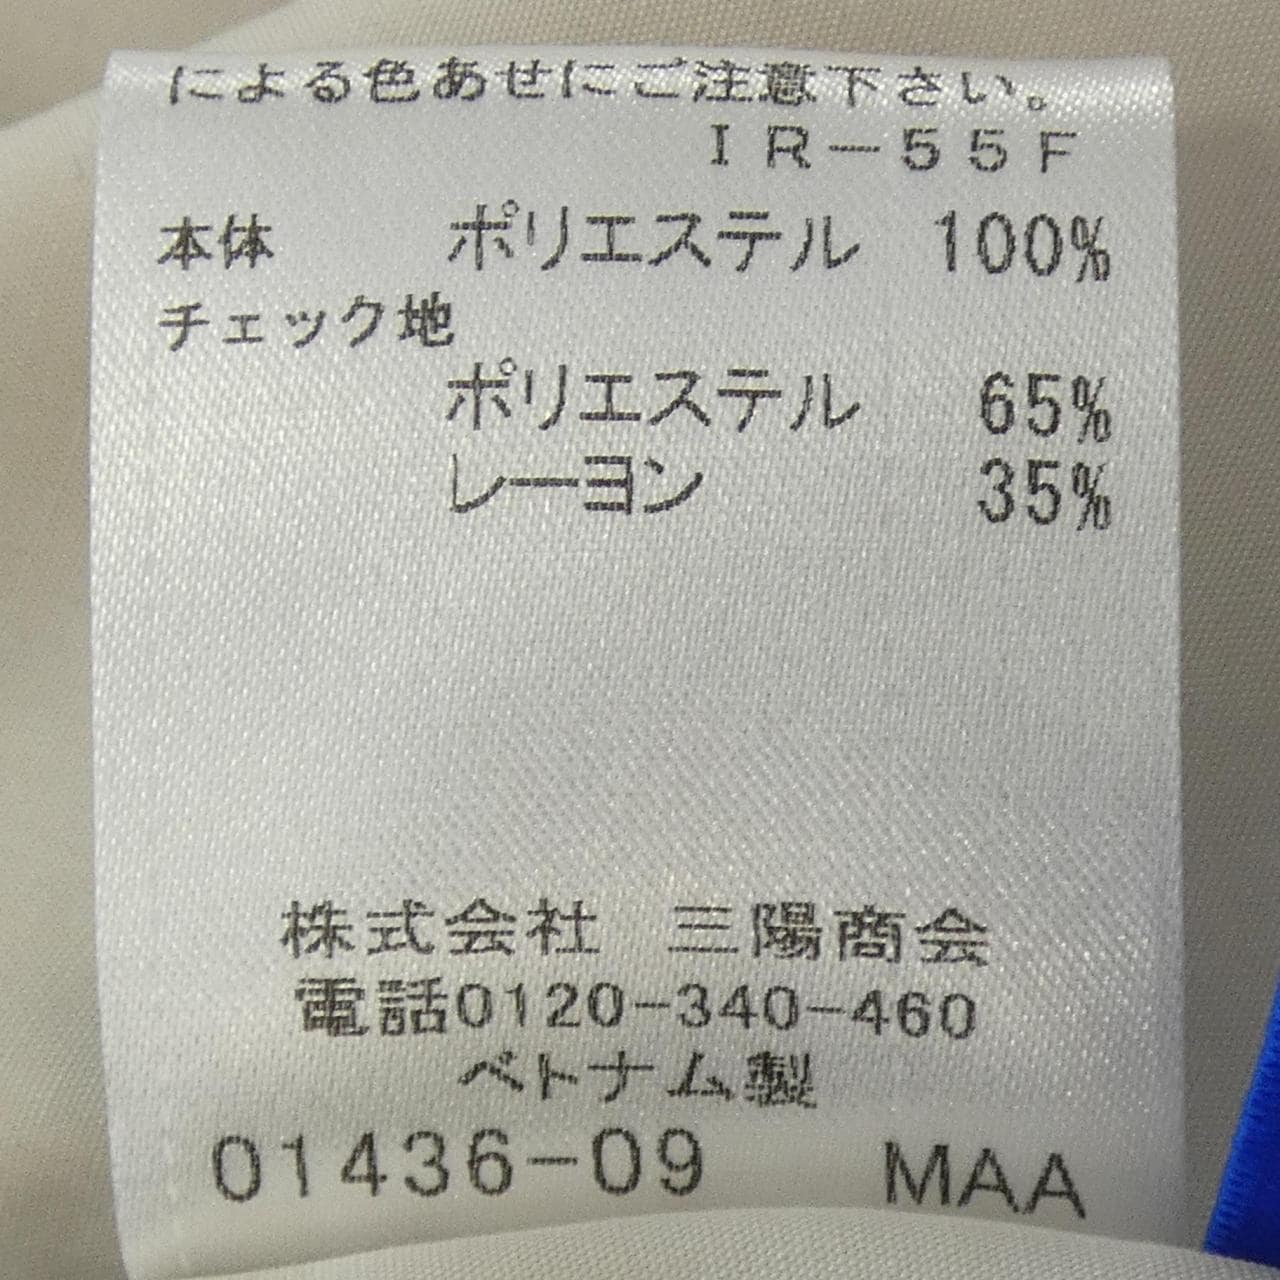 による色あせにご注意下さい。
IR-55F
本体 ポリエステル 100%
チェック地
ポリエステル 65%
レーヨン 35%
株式会社 三陽商会
電話0120-340-460
ベトナム製
01436-09 MAA